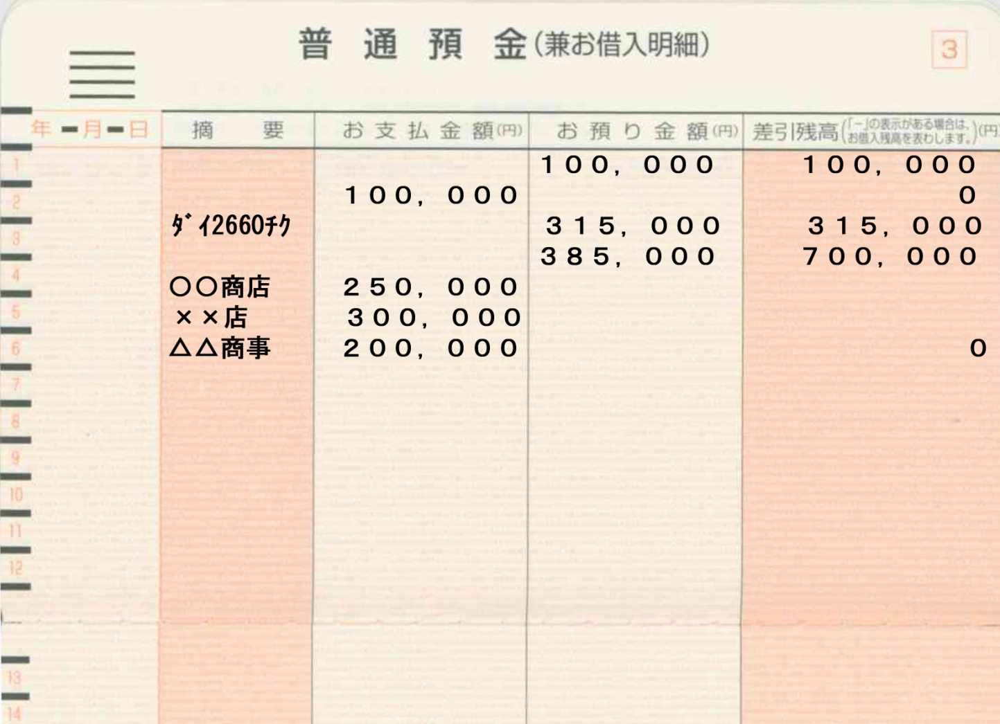 普通預金(兼お借入明細)
3
年 月 日 摘要 お支払金額(円) お預り金額(円) 差引残高(「-」の表示がある場合は、お借入残高を表わします。)(円)
1 100,000 100,000
2 100,000 0
ダイ2660チク 315,000 315,000
3 385,000 700,000
4 〇〇商店 250,000
5 ××店 300,000
6 △△商事 200,000 0
7
8
9
10
11
12
13
14